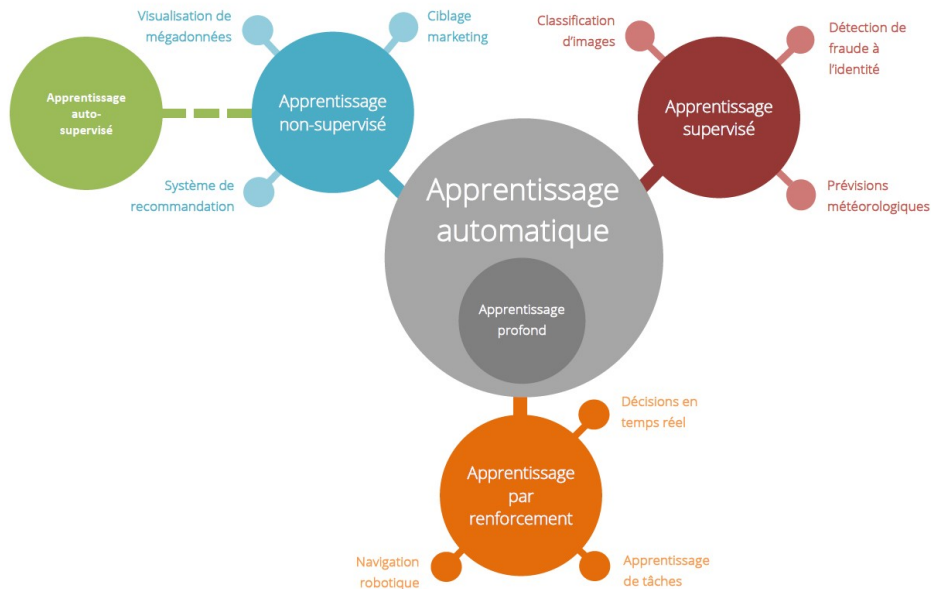 Visualisation de
mégadonnées
Ciblage
marketing
Classification
d'images
Détection de
fraude à
l'identité
Apprentissage
auto-
supervisé
Apprentissage
non-supervisé
Apprentissage
supervisé
Système de
recommandation
Prévisions
météorologiques
Apprentissage
automatique
Apprentissage
profond
Décisions en
temps réel
Apprentissage
par
renforcement
Navigation
robotique
Apprentissage
de tâches